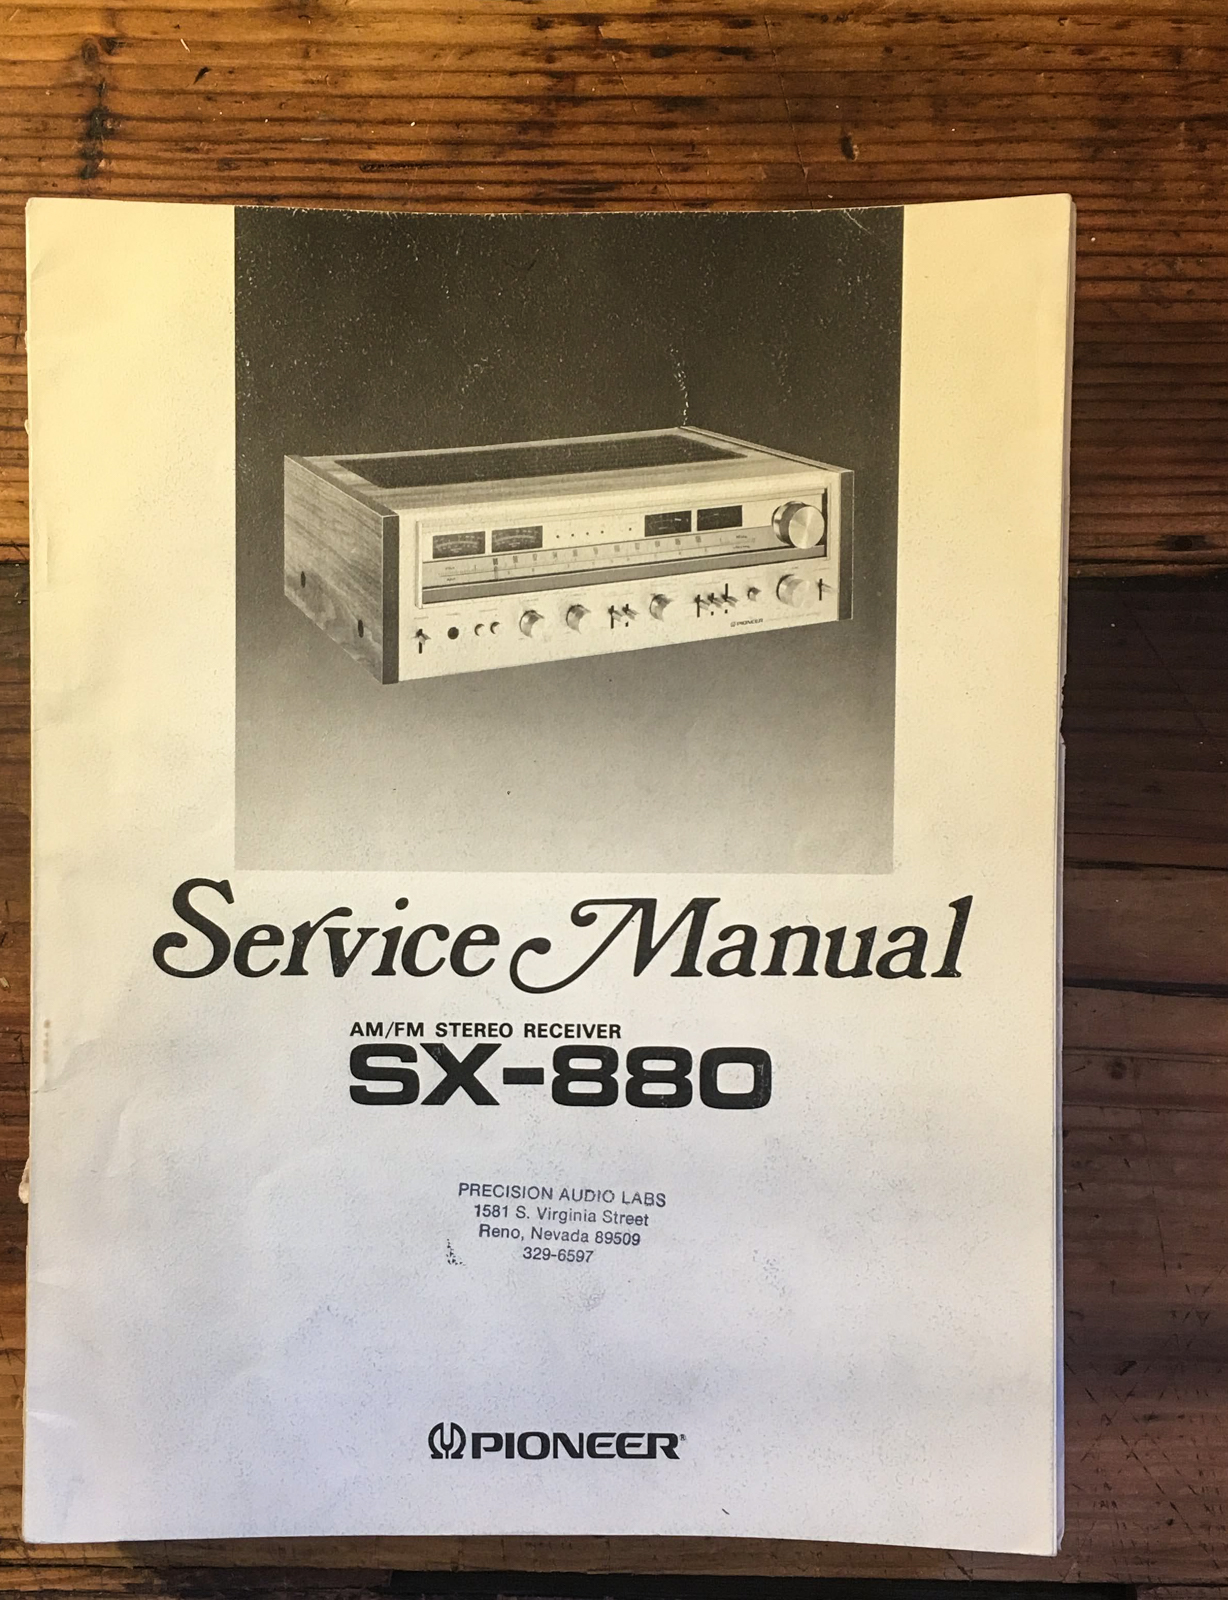 PIONEER
Service Manual
AM/FM STEREO RECEIVER
SX-880
PRECISION AUDIO LABS
1581 S. Virginia Street
Reno, Nevada 89509
329-6597
PIONEER®